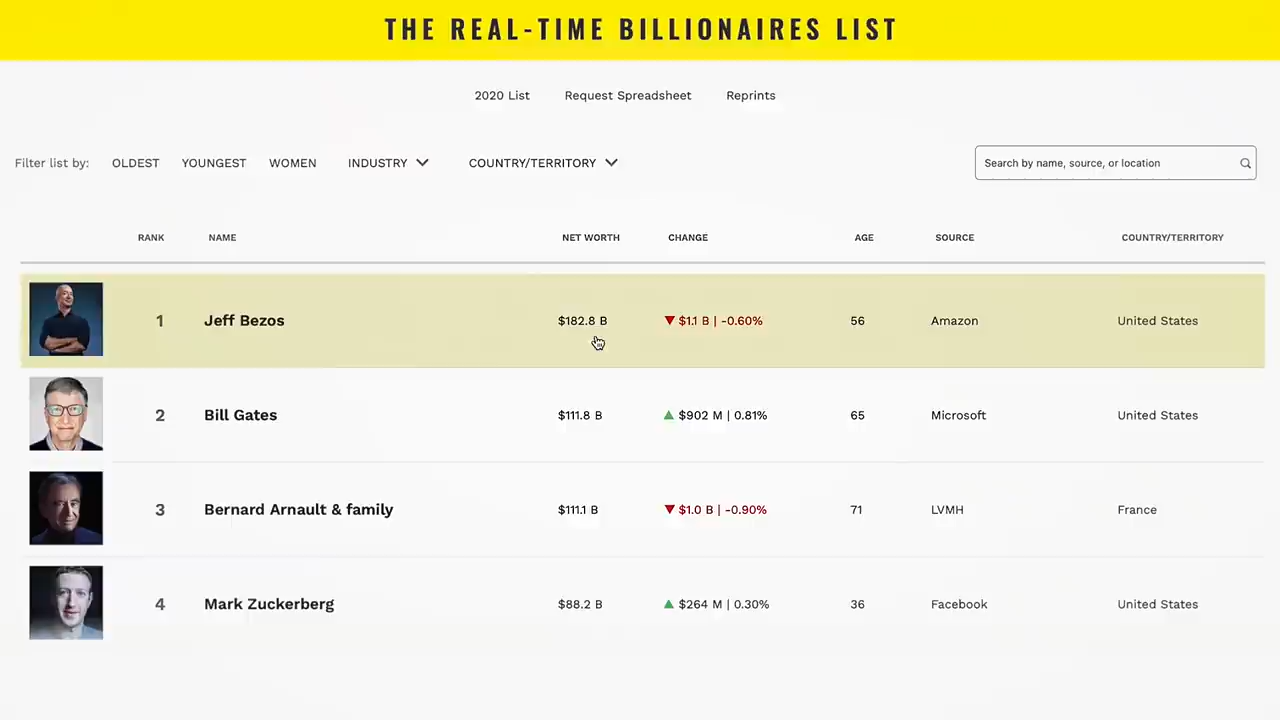 THE REAL-TIME BILLIONAIRES LIST
2020 List Request Spreadsheet Reprints
Filter list by: OLDEST YOUNGEST WOMEN INDUSTRY COUNTRY/TERRITORY Search by name, source, or location
RANK NAME NET WORTH CHANGE AGE SOURCE COUNTRY/TERRITORY
1 Jeff Bezos $182.8 B ▼ $1.1 B | -0.60% 56 Amazon United States
2 Bill Gates $111.8 B ▲ $902 M | 0.81% 65 Microsoft United States
3 Bernard Arnault & family $111.1 B ▼ $1.0 B | -0.90% 71 LVMH France
4 Mark Zuckerberg $88.2 B ▲ $264 M | 0.30% 36 Facebook United States